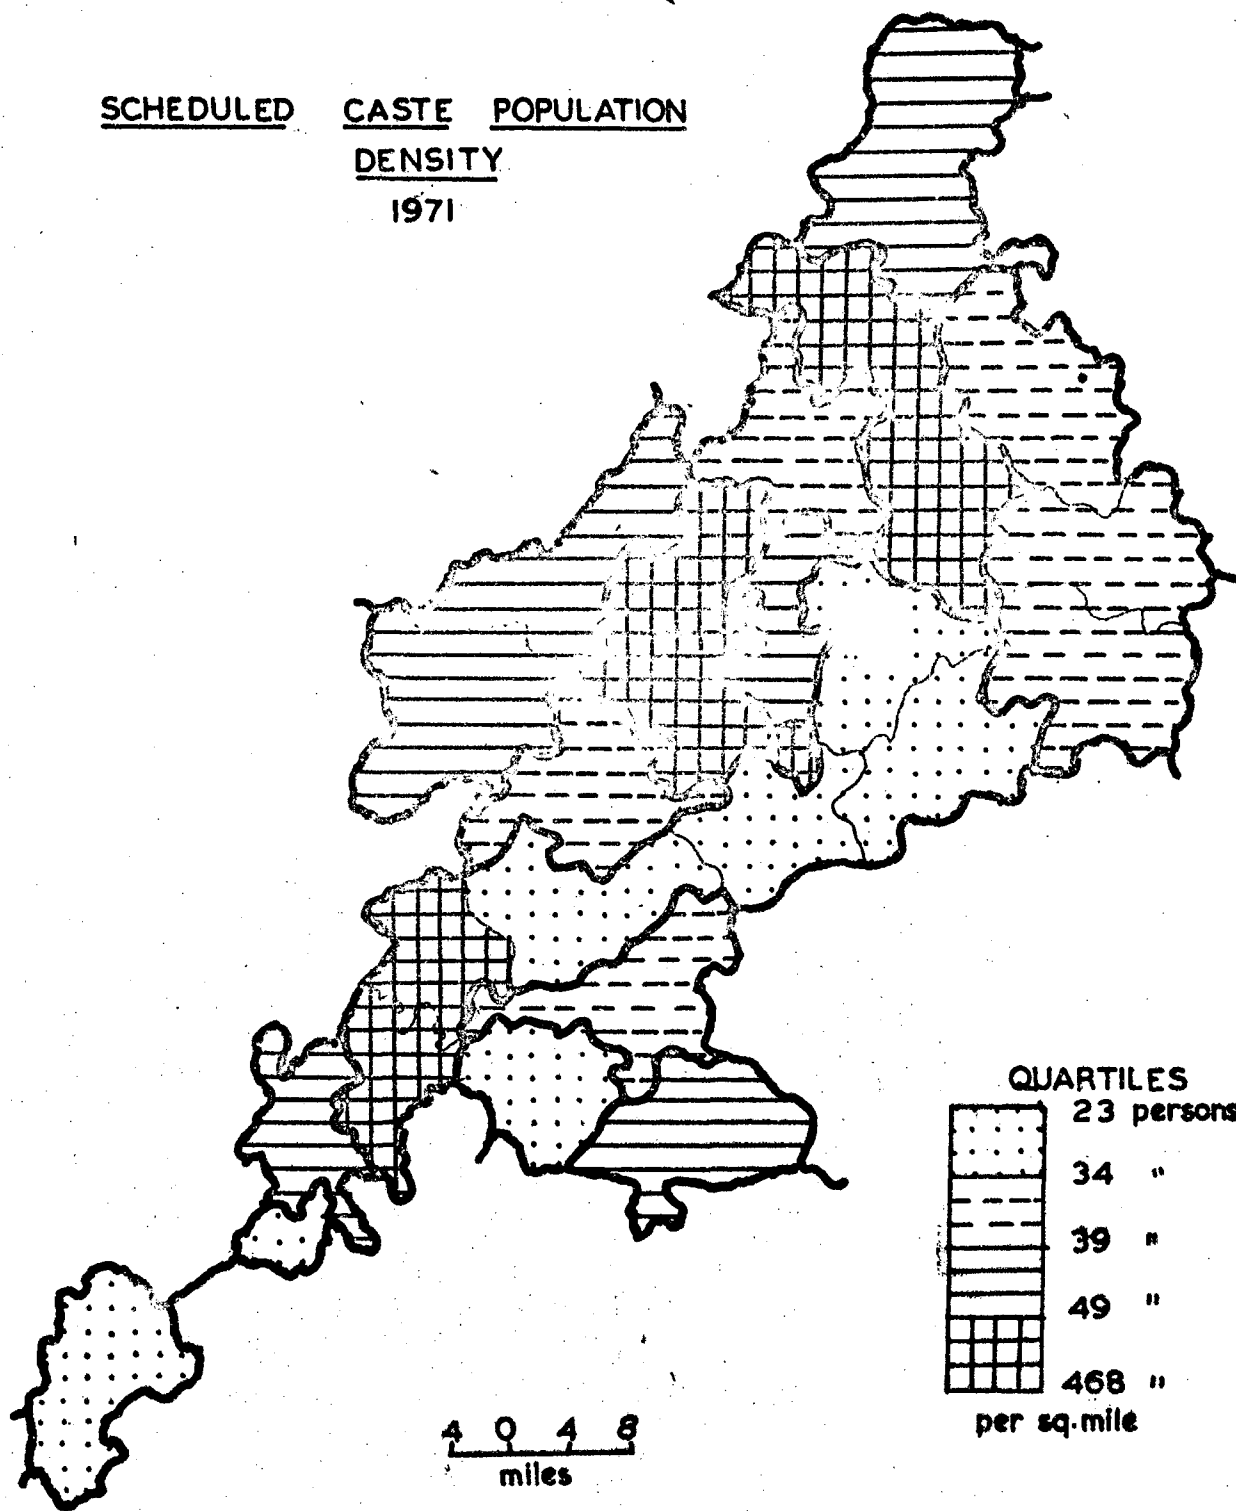 SCHEDULED CASTE POPULATION
DENSITY
1971
QUARTILES
23 persons
34 "
39 "
49 "
468 "
per sq.mile
4 0 4 8
miles